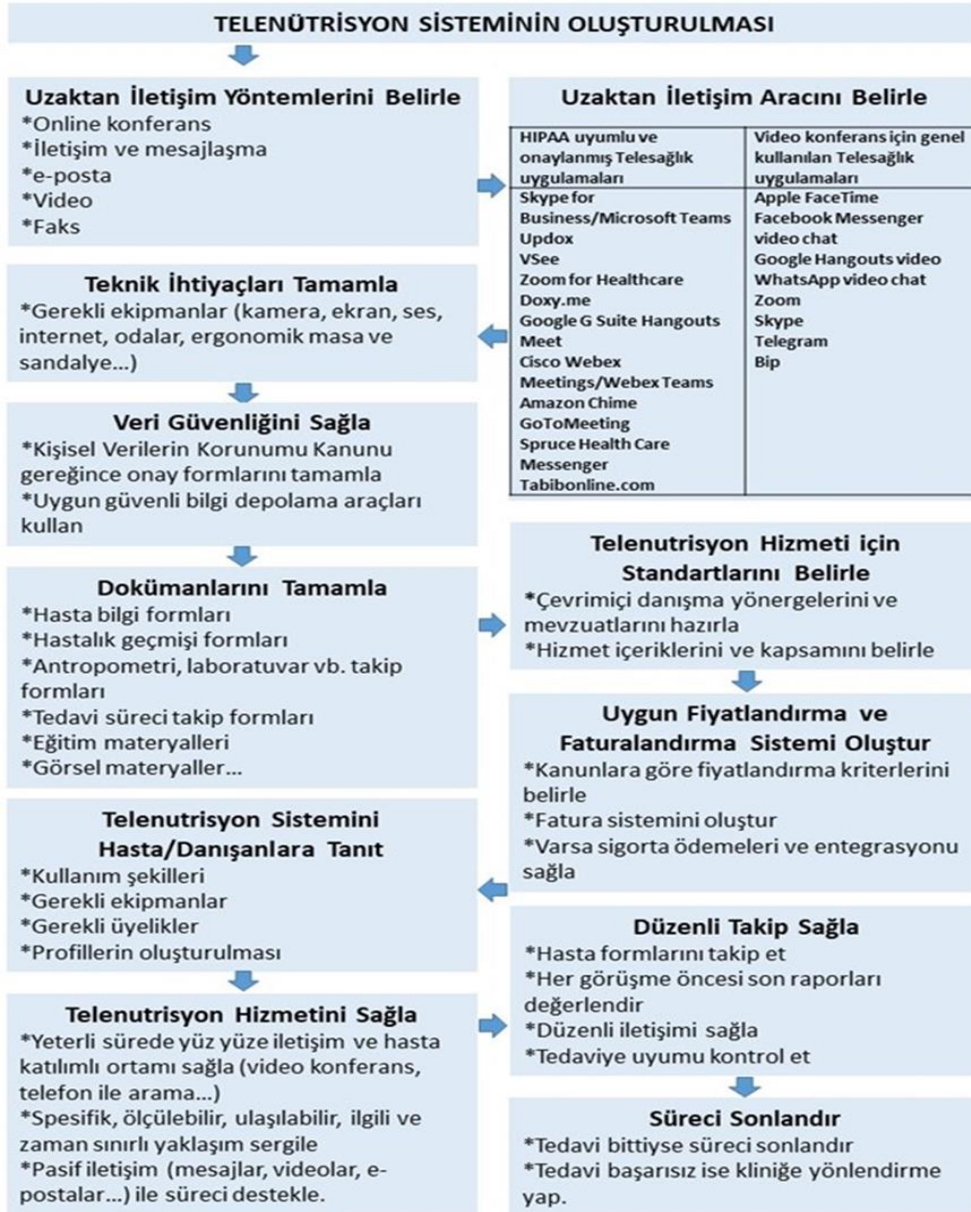 TELENÜTRİSYON SİSTEMİNİN OLUŞTURULMASI
Uzaktan İletişim Yöntemlerini Belirle
*Online konferans
*İletişim ve mesajlaşma
*e-posta
*Video
*Faks
Uzaktan İletişim Aracını Belirle
HIPAA uyumlu ve
onaylanmış Telesağlık
uygulamaları
Video konferans için genel
kullanılan Telesağlık
uygulamaları
Skype for
Business/Microsoft Teams
Updox
VSee
Zoom for Healthcare
Doxy.me
Google G Suite Hangouts
Meet
Cisco Webex
Meetings/Webex Teams
Amazon Chime
GoToMeeting
Spruce Health Care
Messenger
Tabibonline.com
Apple FaceTime
Facebook Messenger
video chat
Google Hangouts video
WhatsApp video chat
Zoom
Skype
Telegram
Bip
Teknik İhtiyaçları Tamamla
*Gerekli ekipmanlar (kamera, ekran, ses,
internet, odalar, ergonomik masa ve
sandalye...)
Veri Güvenliğini Sağla
*Kişisel Verilerin Korunumu Kanunu
gereğince onay formlarını tamamla
*Uygun güvenli bilgi depolama araçları
kullan
Dokümanlarını Tamamla
*Hasta bilgi formları
*Hastalık geçmişi formları
*Antropometri, laboratuvar vb. takip
formları
*Tedavi süreci takip formları
*Eğitim materyalleri
*Görsel materyaller...
Telenutrisyon Hizmeti için
Standartlarını Belirle
*Çevrimiçi danışma yönergelerini ve
mevzuatlarını hazırla
*Hizmet içeriklerini ve kapsamını belirle
Uygun Fiyatlandırma ve
Faturalandırma Sistemi Oluştur
*Kanunlara göre fiyatlandırma kriterlerini
belirle
*Fatura sistemini oluştur
*Varsa sigorta ödemeleri ve entegrasyonu
sağla
Telenutrisyon Sistemini
Hasta/Danışanlara Tanıt
*Kullanım şekilleri
*Gerekli ekipmanlar
*Gerekli üyelikler
*Profillerin oluşturulması
Telenutrisyon Hizmetini Sağla
*Yeterli sürede yüz yüze iletişim ve hasta
katılımlı ortamı sağla (video konferans,
telefon ile arama...)
*Spesifik, ölçülebilir, ulaşılabilir, ilgili ve
zaman sınırlı yaklaşım sergile
*Pasif iletişim (mesajlar, videolar, e-
postalar...) ile süreci destekle.
Düzenli Takip Sağla
*Hasta formlarını takip et
*Her görüşme öncesi son raporları
değerlendir
*Düzenli iletişimi sağla
*Tedaviye uyumu kontrol et
Süreci Sonlandır
*Tedavi bittiyse süreci sonlandır
*Tedavi başarısız ise kliniğe yönlendirme
yap.